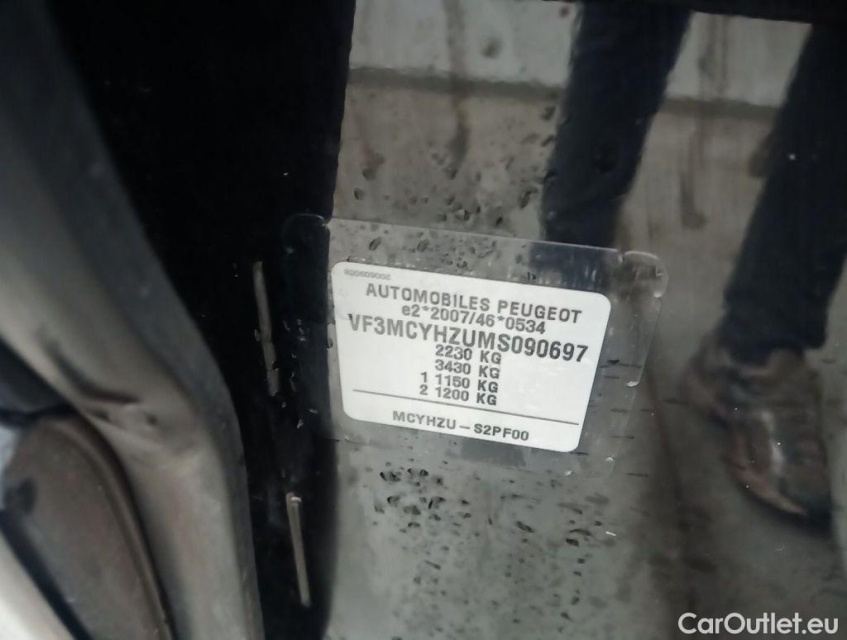 AUTOMOBILES PEUGEOT
e2*2007/46*0534
VF3MCYHZUMS090697
2230 KG
3430 KG
1 1150 KG
2 1200 KG
MCYHZU - S2PF00
CarOutlet.eu